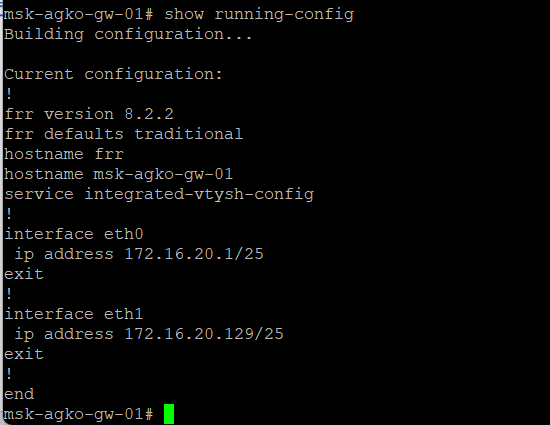 msk-agko-gw-01# show running-config
Building configuration...
Current configuration:
!
frr version 8.2.2
frr defaults traditional
hostname frr
hostname msk-agko-gw-01
service integrated-vtysh-config
!
interface eth0
 ip address 172.16.20.1/25
exit
!
interface eth1
 ip address 172.16.20.129/25
exit
!
end
msk-agko-gw-01#